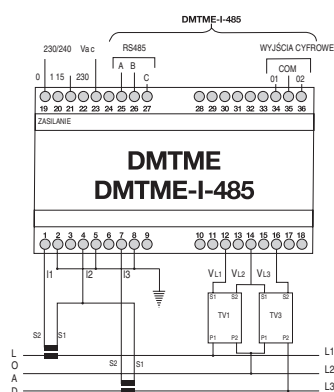 DMTME-I-485
230/240 Vac RS485 WYJŚCIA CYFROWE
A B COM
0 1 15 230 C 01 02
19 20 21 22 23 24 25 26 27 28 29 30 31 32 33 34 35 36
ZASILANIE
DMTME
DMTME-I-485
1 2 3 4 5 6 7 8 9 10 11 12 13 14 15 16 17 18
I1 I2 I3 VL1 VL2 VL3
S1 S2 S1 S2
TV1 TV3
S2 S1 P1 P2 P1 P2
L L1
O S2 S1 L2
A
D L3